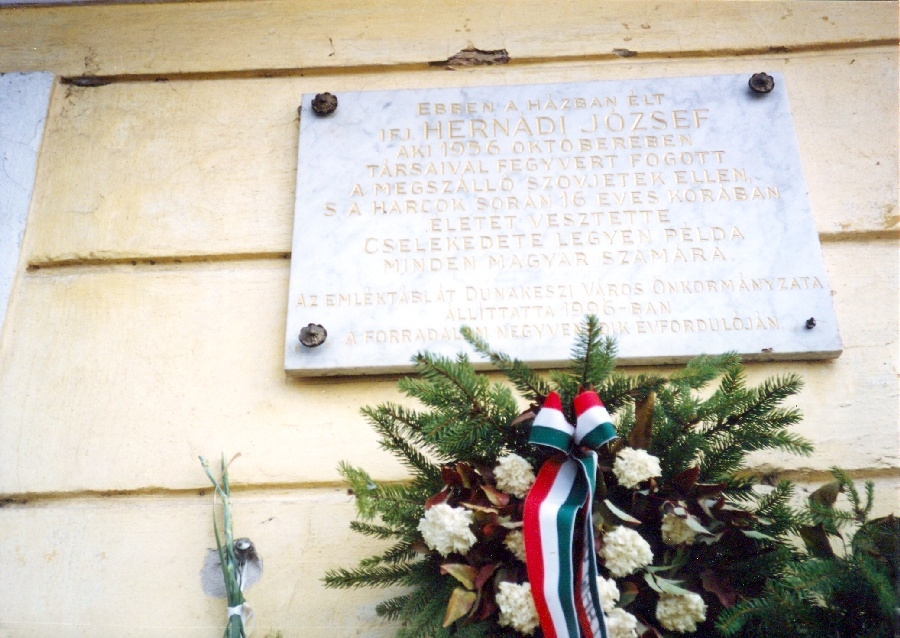 EBBEN A HÁZBAN ÉLT
IFJ. HERNÁDI JÓZSEF
AKI 1956 OKTÓBERÉBEN
TÁRSAIVAL FEGYVERT FOGOTT
A MEGSZÁLLÓ SZOVJETEK ELLEN,
S A HARCOK SORÁN 16 ÉVES KORÁBAN
ÉLETÉT VESZTETTE
CSELEKEDETE LEGYEN PÉLDA
MINDEN MAGYAR SZÁMÁRA
AZ EMLÉKTÁBLÁT DUNAKESZI VÁROS ÖNKORMÁNYZATA
ÁLLÍTTATTA 1996-BAN
A FORRADALOM NEGYVENEDIK ÉVFORDULÓJÁN